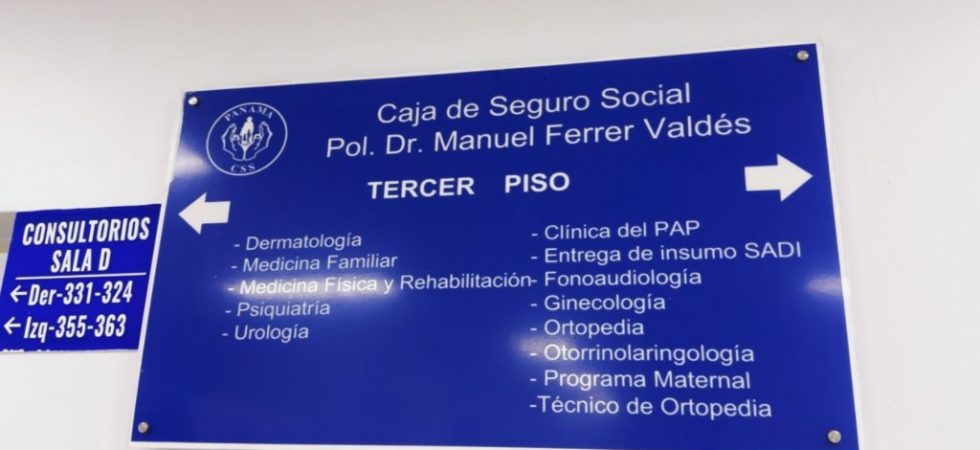 PANAMA
CSS
Caja de Seguro Social
Pol. Dr. Manuel Ferrer Valdés
TERCER PISO
- Dermatología
- Medicina Familiar
- Medicina Física y Rehabilitación
- Psiquiatría
- Urología
- Clínica del PAP
- Entrega de insumo SADI
- Fonoaudiología
- Ginecología
- Ortopedia
- Otorrinolaringología
- Programa Maternal
-Técnico de Ortopedia
CONSULTORIOS
SALA D
←Der-331-324
←Izq-355-363